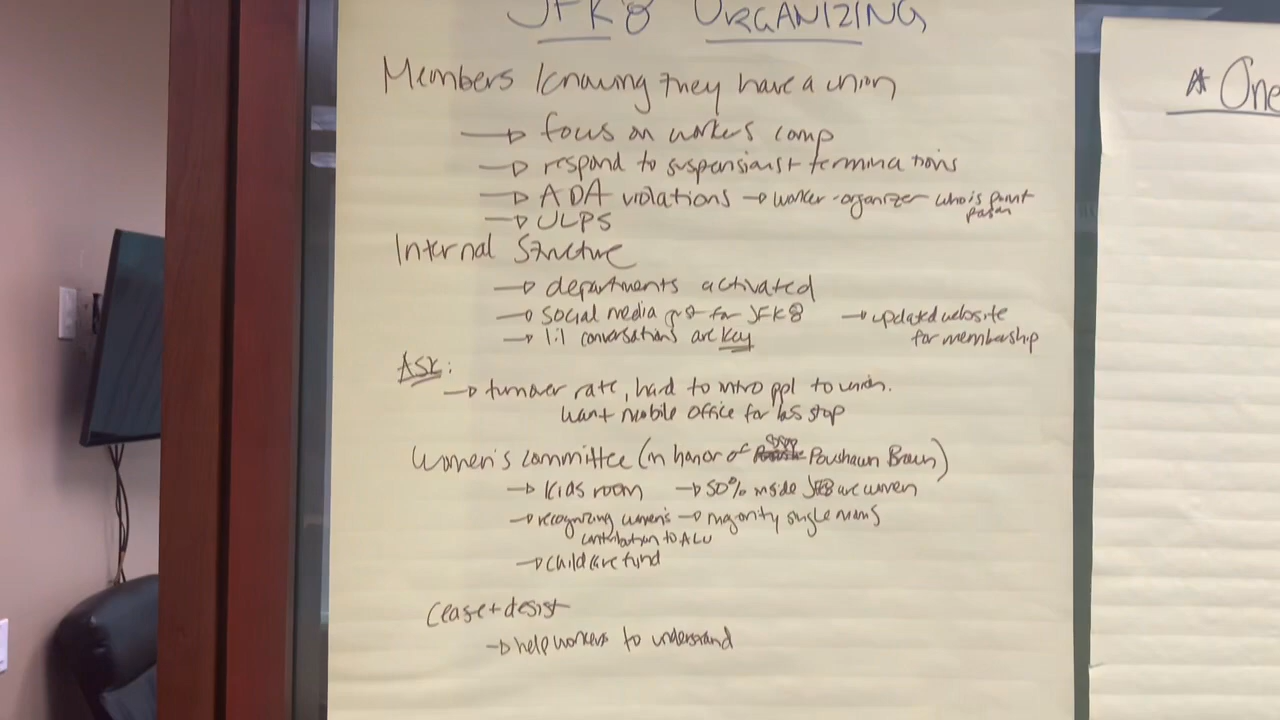 JFK8 ORGANIZING
Members knowing they have a union
→ focus on workers comp
→ respond to suspensions + terminations
→ ADA violations → worker-organizer who is point person
→ ULPS
Internal Structure
→ departments activated
→ social media for JFK8 → updated website for membership
→ 1:1 conversations are key
ASK:
→ turnover rate, hard to intro ppl to union.
want mobile office for bus stop
Women's committee (in honor of Poushawn Brown)
→ Kids room → 50% inside JFK8 are women
→ recognizing women's contribution to ALU → majority single moms
→ childcare fund
Cease + desist
→ help workers to understand
* One